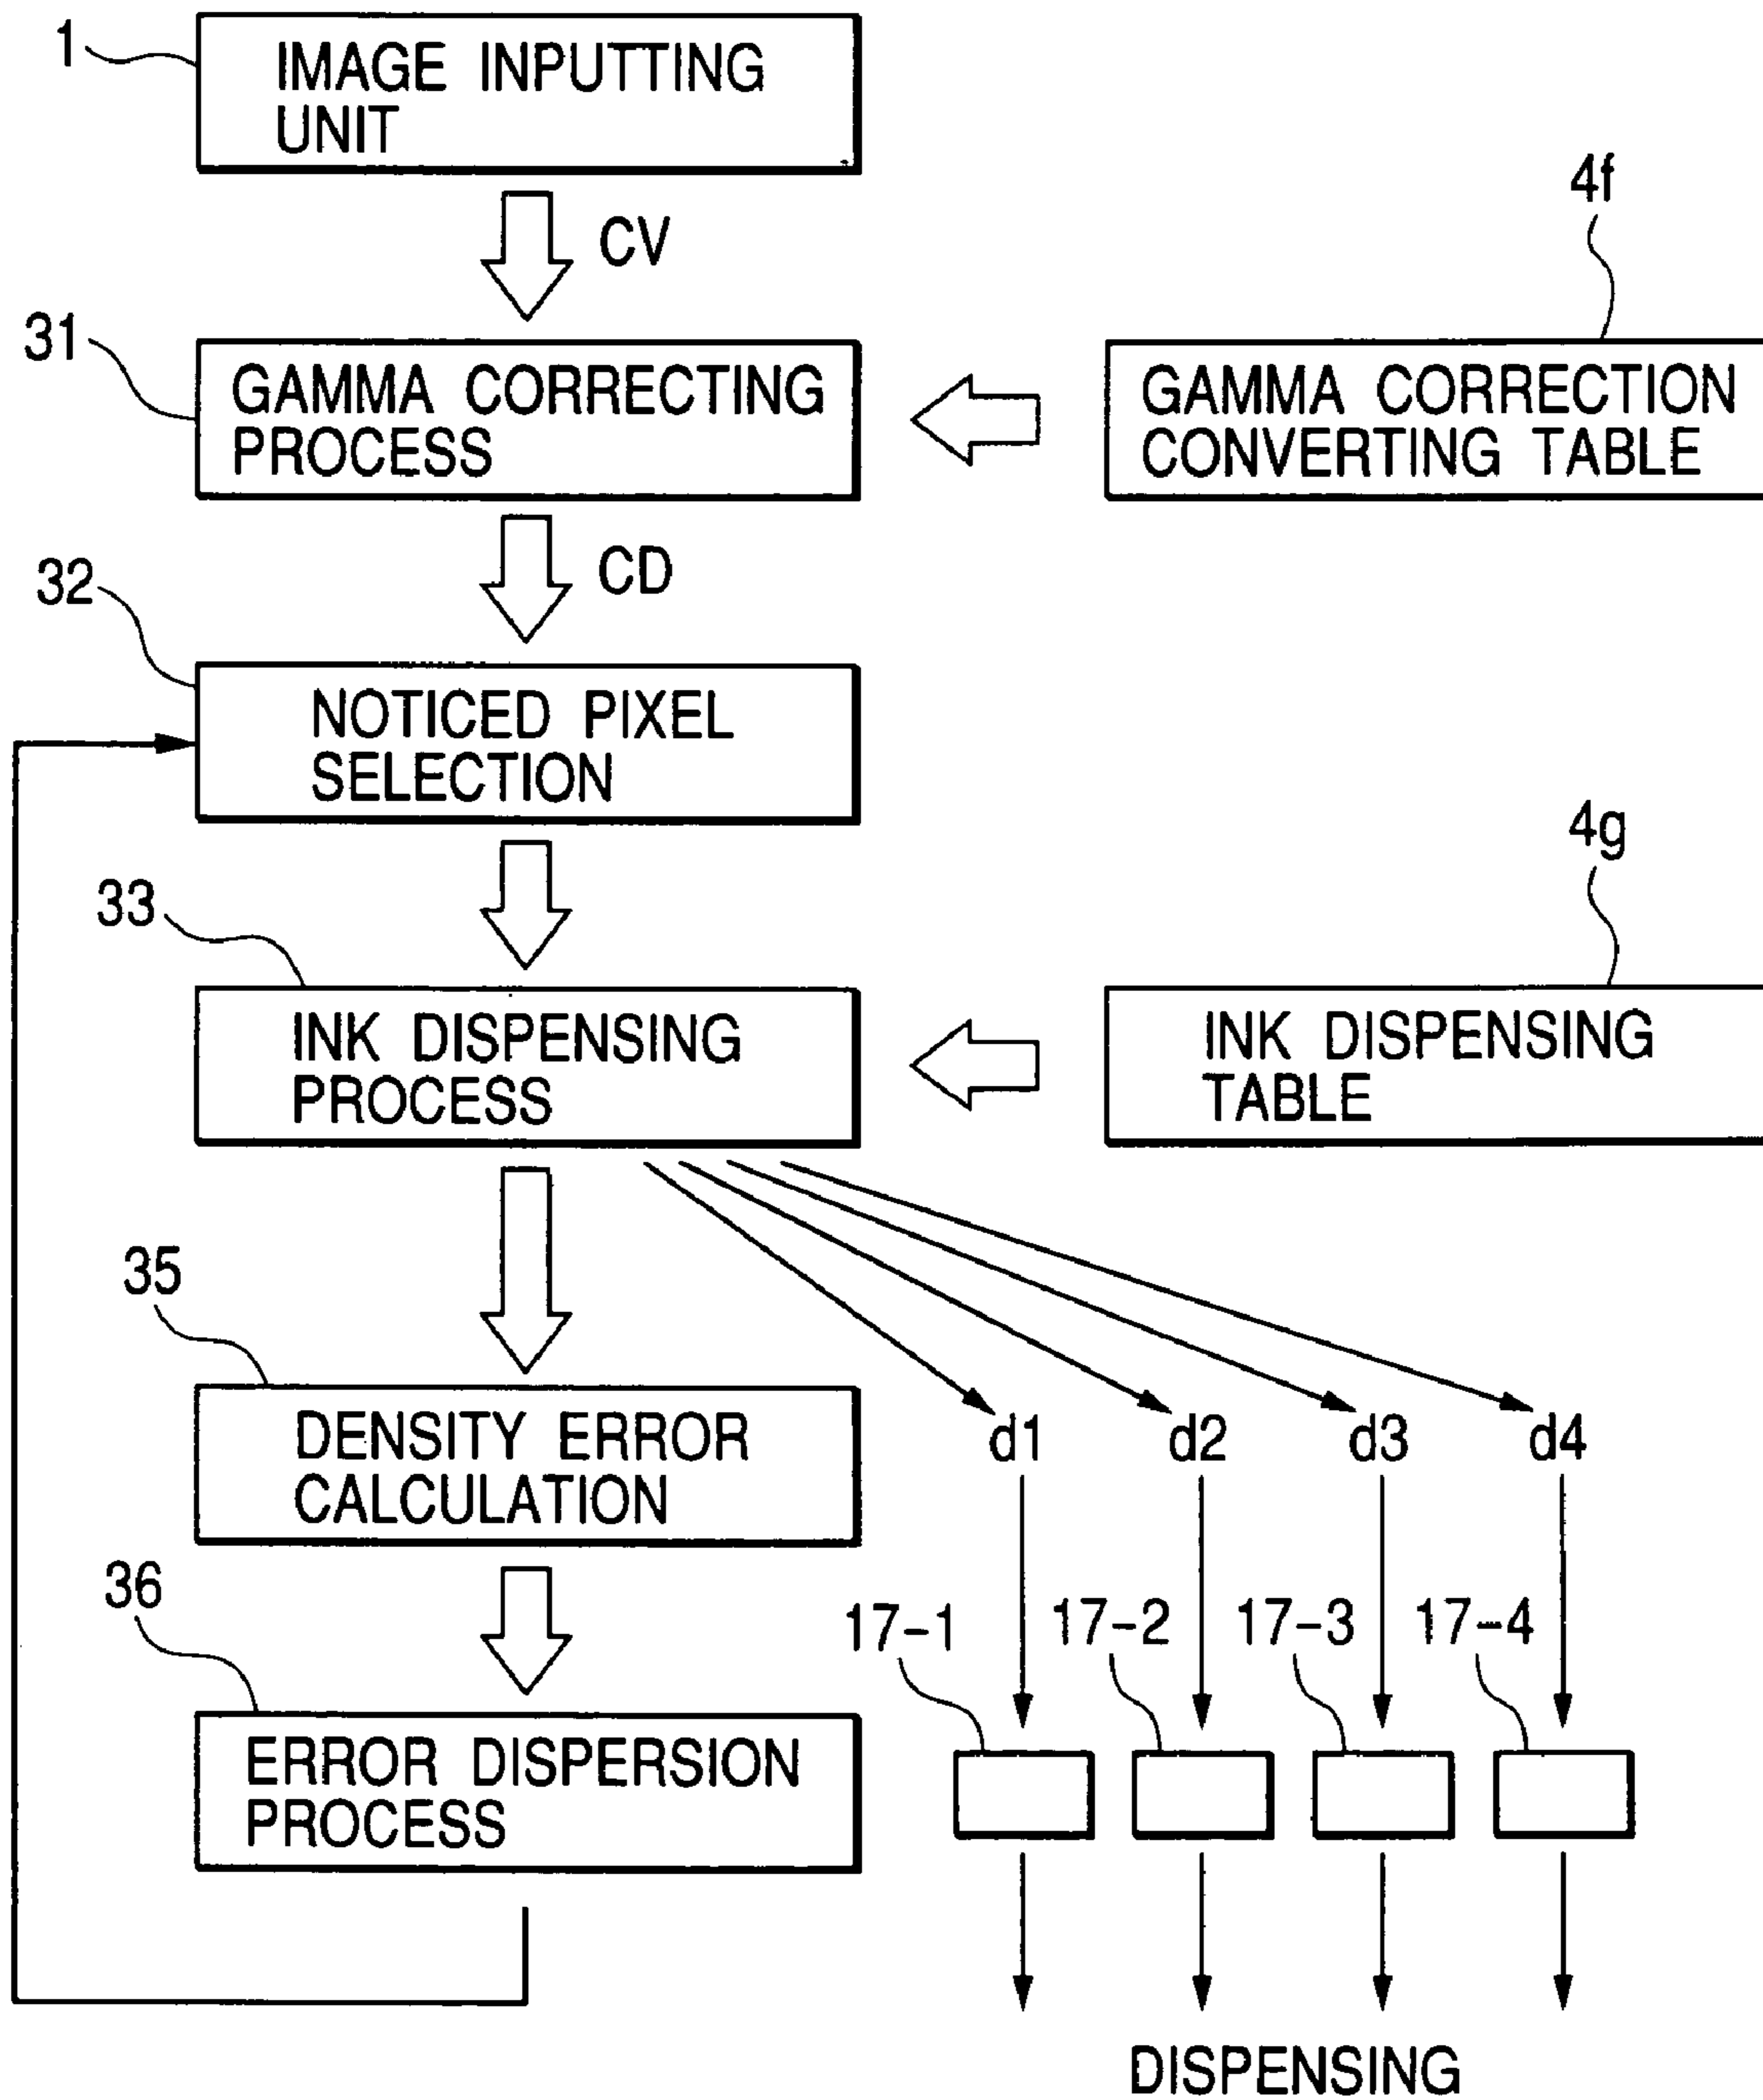 1
IMAGE INPUTTING
UNIT
CV
4f
31
GAMMA CORRECTING
PROCESS
GAMMA CORRECTION
CONVERTING TABLE
CD
32
NOTICED PIXEL
SELECTION
4g
33
INK DISPENSING
PROCESS
INK DISPENSING
TABLE
35
DENSITY ERROR
CALCULATION
d1 d2 d3 d4
36
17-1 17-2 17-3 17-4
ERROR DISPERSION
PROCESS
DISPENSING